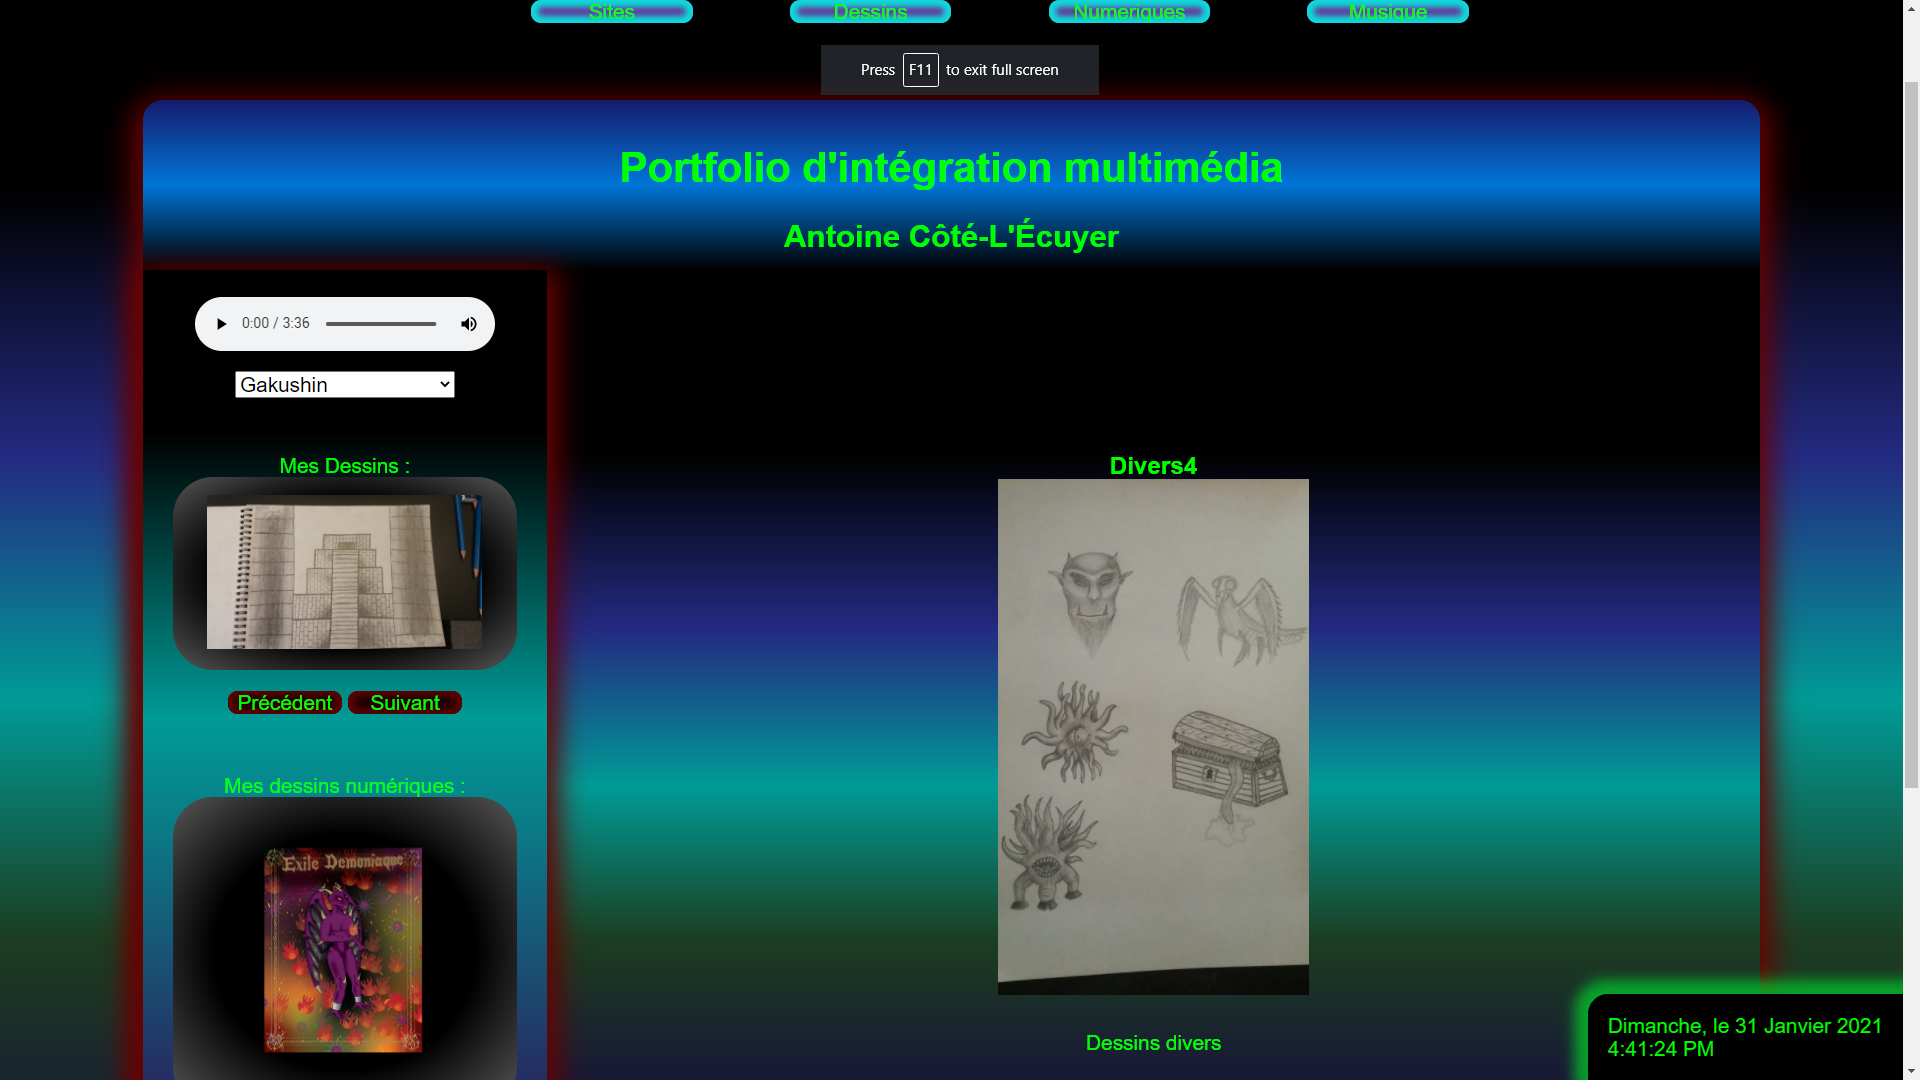 Sites
Dessins
Numeriques
Musique
Press F11 to exit full screen
Portfolio d'intégration multimédia
Antoine Côté-L'Écuyer
0:00 / 3:36
Gakushin
Mes Dessins :
Précédent
Suivant
Mes dessins numériques :
Exile Demoniaque
Divers4
Dessins divers
Dimanche, le 31 Janvier 2021
4:41:24 PM